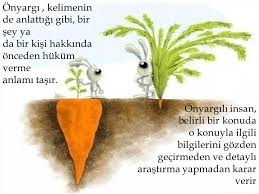 Önyargı , kelimenin
de anlattığı gibi, bir
şey ya
da bir kişi hakkında
önceden hüküm
verme
anlamı taşır.
Önyargılı insan,
belirli bir konuda
o konuyla ilgili
bilgilerini gözden
geçirmeden ve detaylı
araştırma yapmadan karar
verir